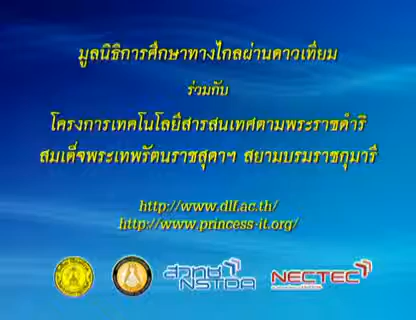 มูลนิธิการศึกษาทางไกลผ่านดาวเทียม
ร่วมกับ
โครงการเทคโนโลยีสารสนเทศตามพระราชดำริ
สมเด็จพระเทพรัตนราชสุดาฯ สยามบรมราชกุมารี
http://www.dlf.ac.th/
http://www.princess-it.org/
สวทช
NSTDA
NECTEC